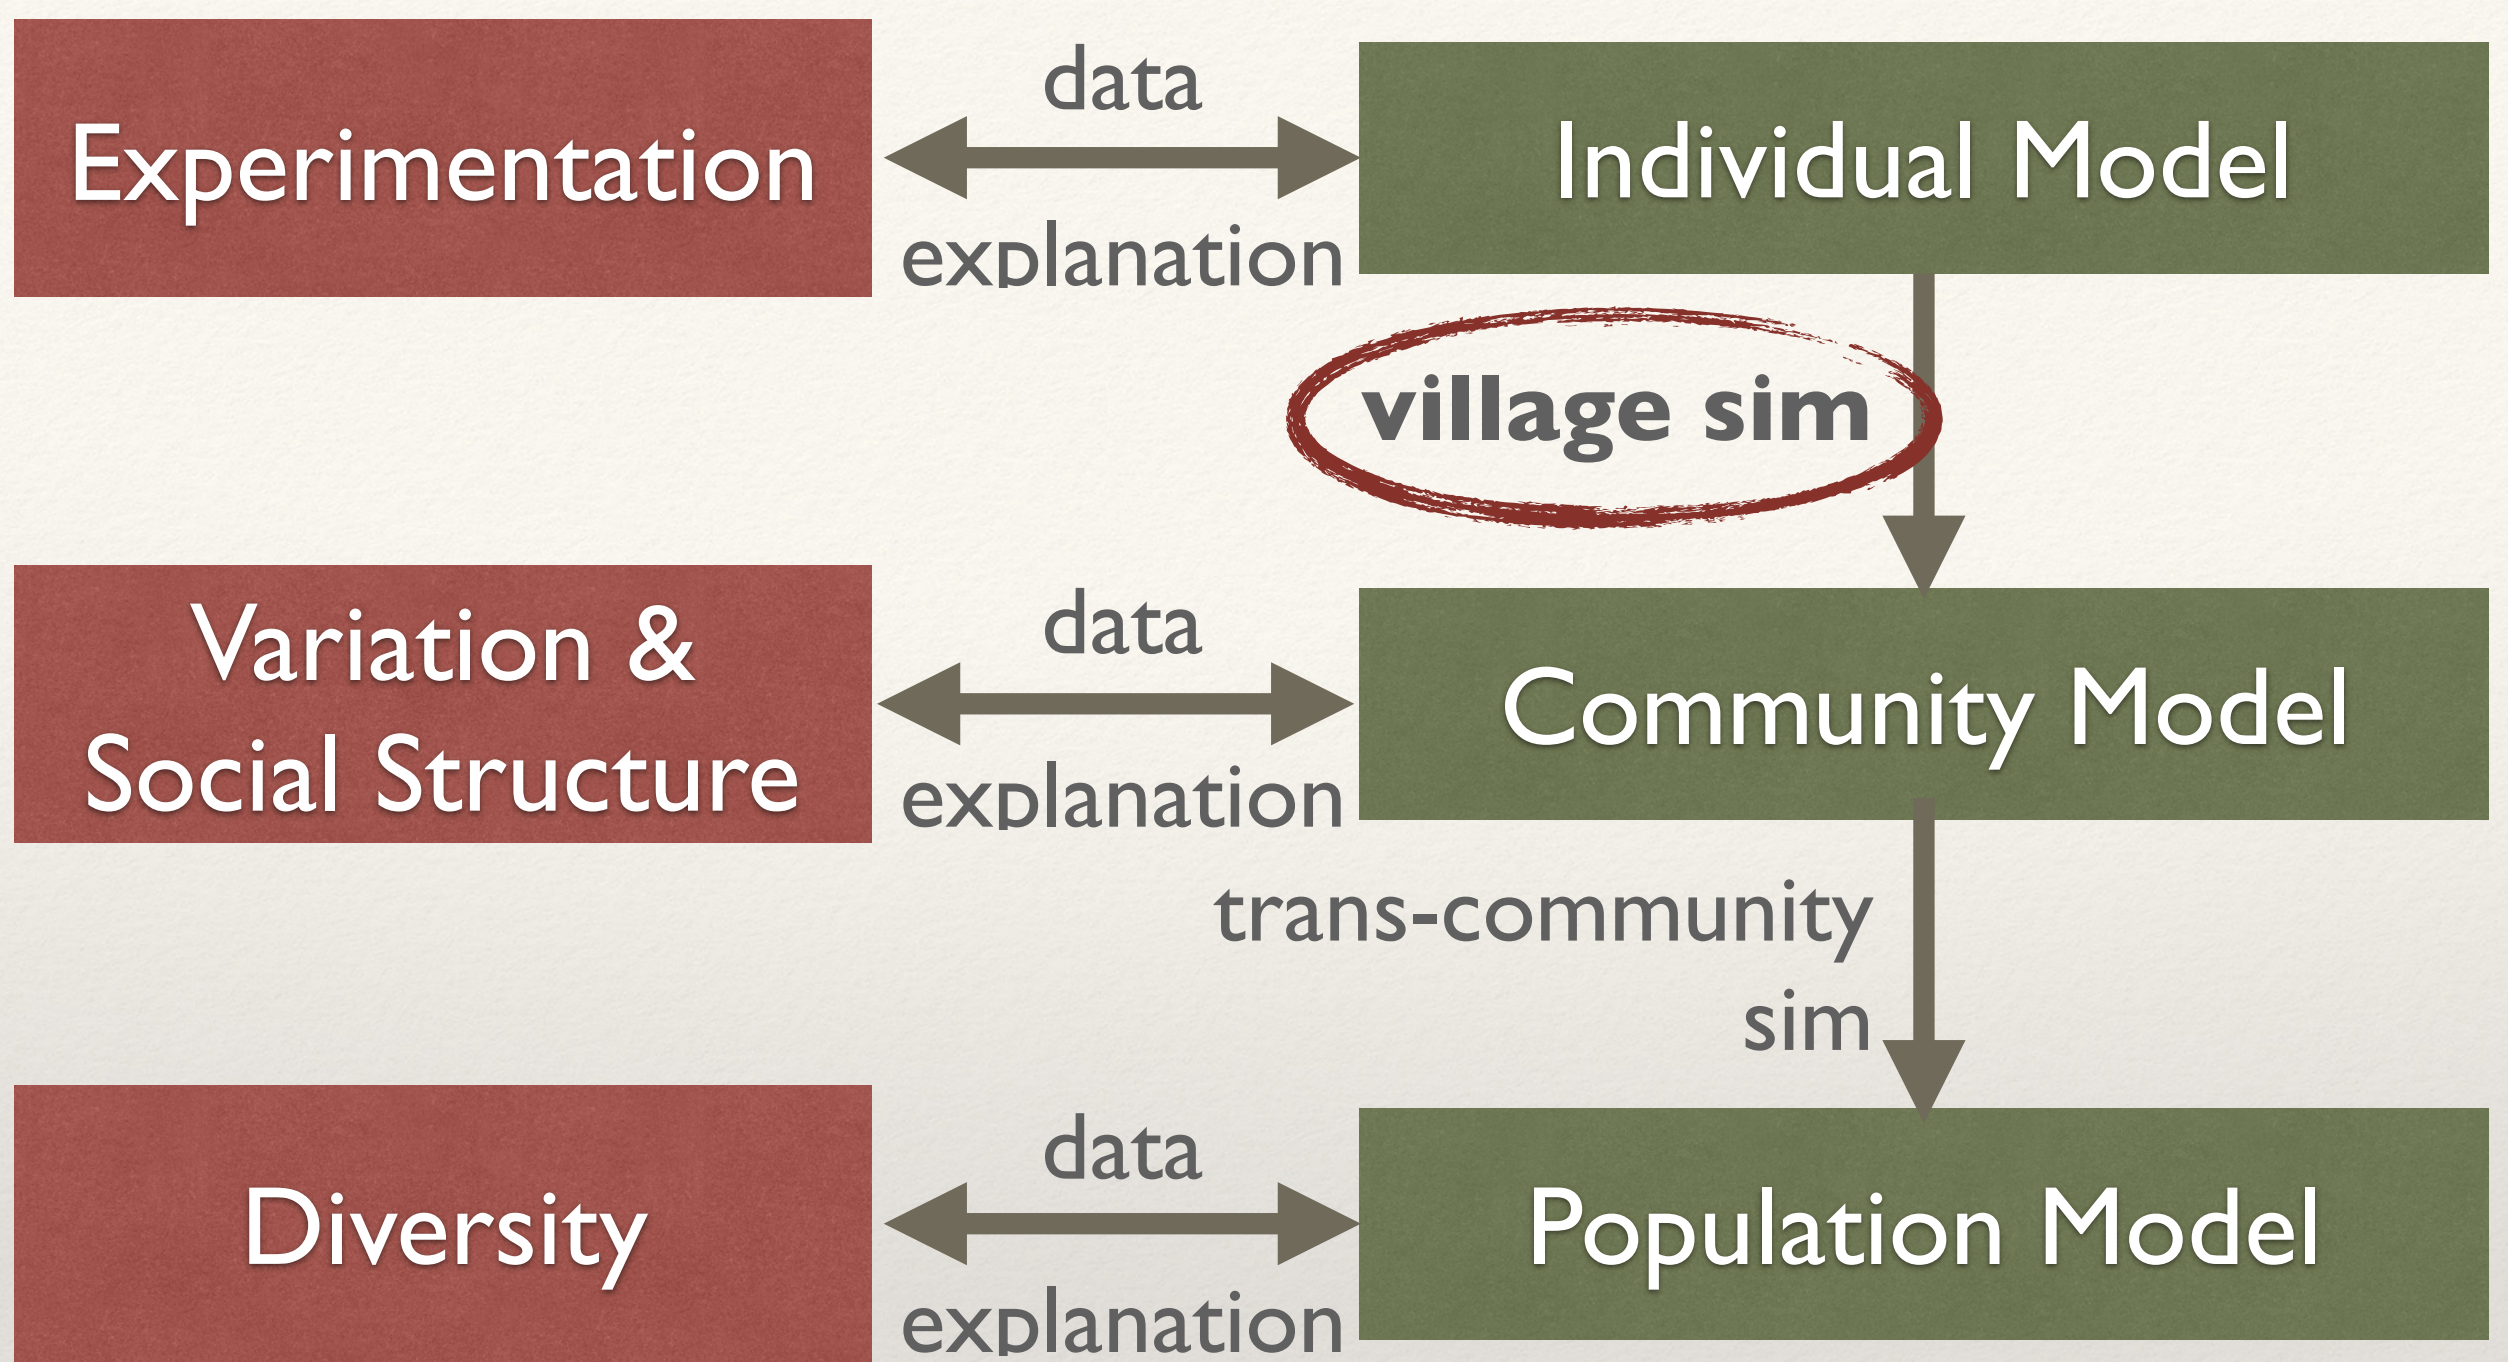 Experimentation
data
explanation
Individual Model
village sim
Variation &
Social Structure
data
explanation
Community Model
trans-community
sim
Diversity
data
explanation
Population Model